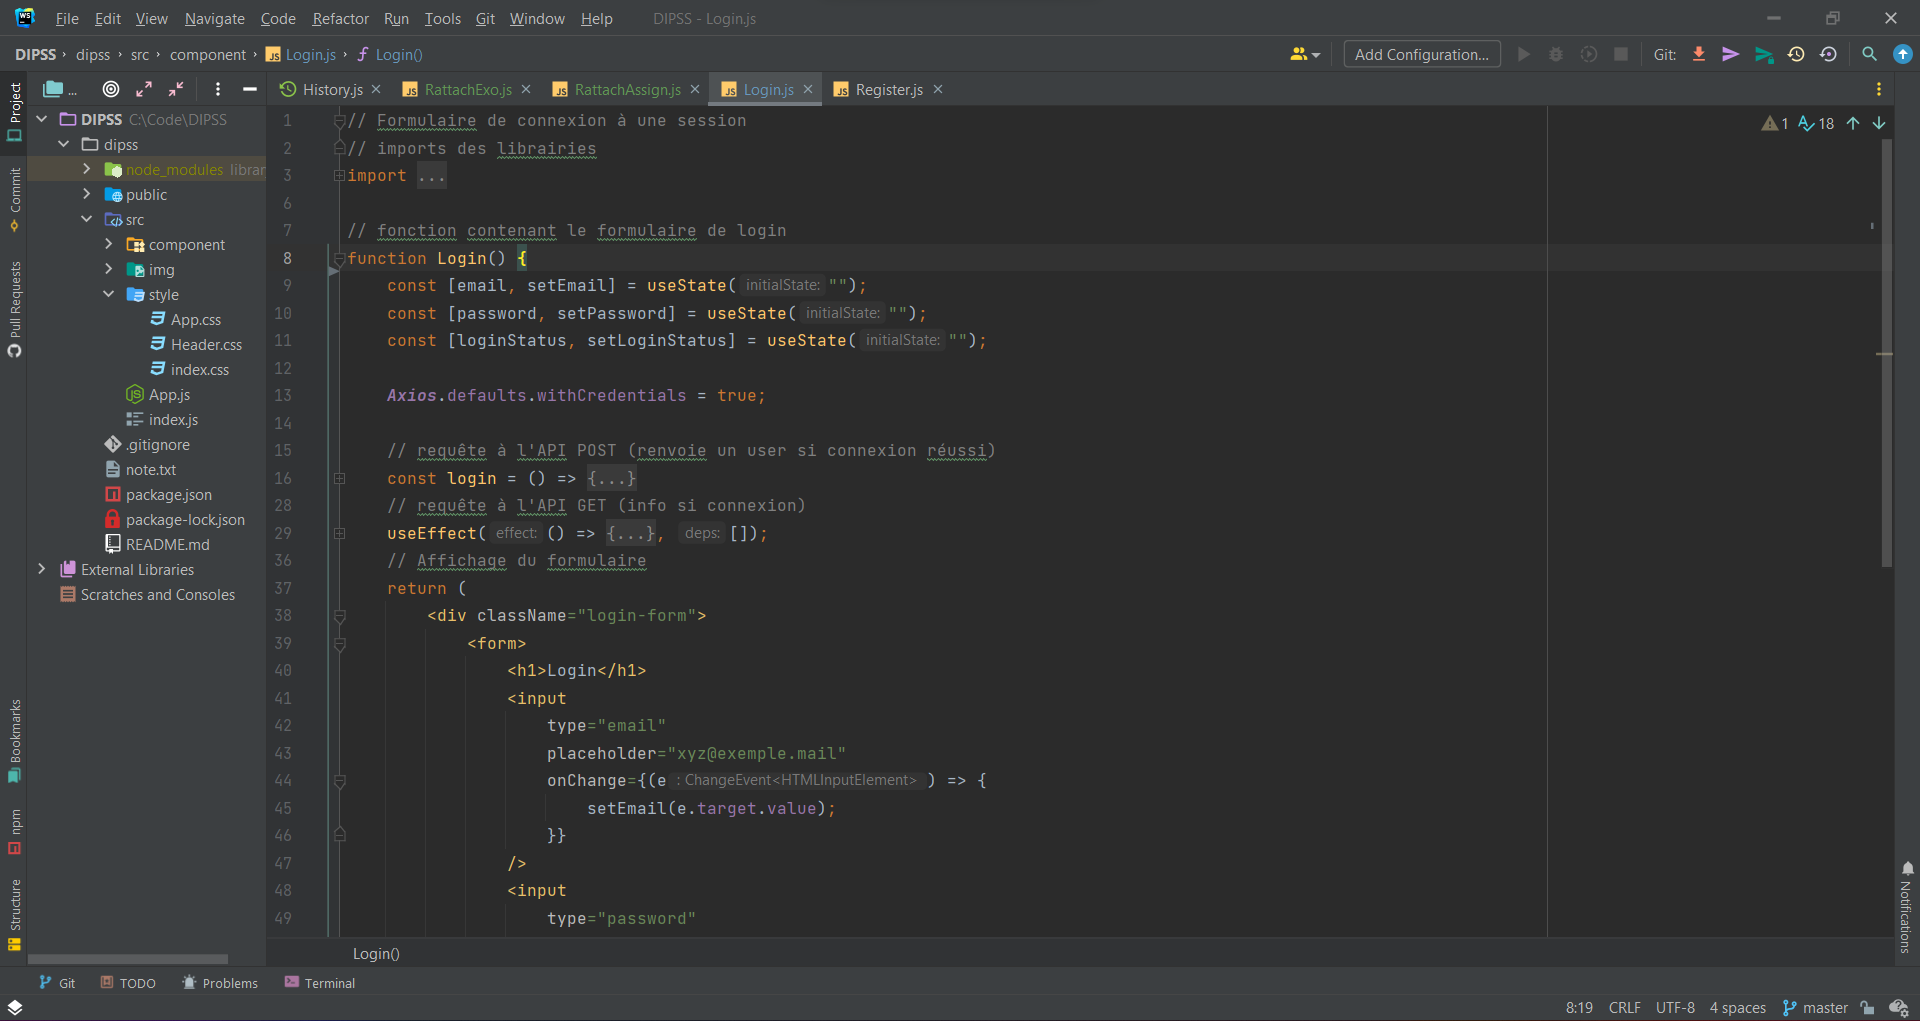 File Edit View Navigate Code Refactor Run Tools Git Window Help DIPSS - Login.js
DIPSS › dipss › src › component › Login.js › Login() Add Configuration... Git:
Project
Commit
Pull Requests
Bookmarks
npm
Structure
...
DIPSS C:\Code\DIPSS
dipss
node_modules librar
public
src
component
img
style
App.css
Header.css
index.css
App.js
index.js
.gitignore
note.txt
package.json
package-lock.json
README.md
External Libraries
Scratches and Consoles
History.js RattachExo.js RattachAssign.js Login.js Register.js
1 18
1 // Formulaire de connexion à une session
2 // imports des librairies
3 import ...
6
7 // fonction contenant le formulaire de login
8 function Login() {
9 const [email, setEmail] = useState( initialState: "");
10 const [password, setPassword] = useState( initialState: "");
11 const [loginStatus, setLoginStatus] = useState( initialState: "");
12
13 Axios.defaults.withCredentials = true;
14
15 // requête à l'API POST (renvoie un user si connexion réussi)
16 const login = () => {...}
28 // requête à l'API GET (info si connexion)
29 useEffect( effect: () => {...}, deps: []);
36 // Affichage du formulaire
37 return (
38 <div className="login-form">
39 <form>
40 <h1>Login</h1>
41 <input
42 type="email"
43 placeholder="xyz@exemple.mail"
44 onChange={(e : ChangeEvent<HTMLInputElement> ) => {
45 setEmail(e.target.value);
46 }}
47 />
48 <input
49 type="password"
Login()
Notifications
Git TODO Problems Terminal
8:19 CRLF UTF-8 4 spaces master